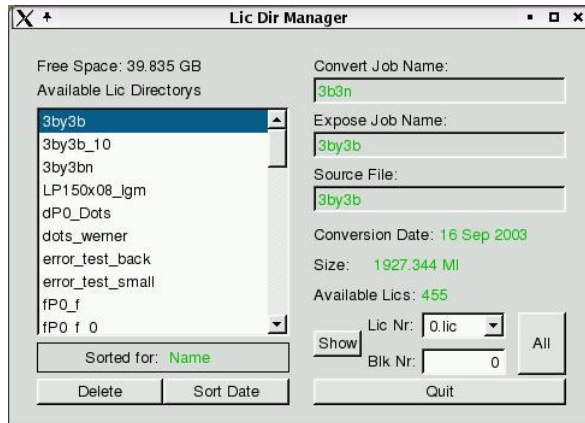 Lic Dir Manager
Free Space: 39.835 GB
Available Lic Directorys
3by3b
3by3b_10
3by3bn
LP150x08_lgm
dP0_Dots
dots_werner
error_test_back
error_test_small
fP0_f
fP0_f_0
Sorted for: Name
Delete
Sort Date
Convert Job Name:
3b3n
Expose Job Name:
3by3b
Source File:
3by3b
Conversion Date: 16 Sep 2003
Size: 1927.344 MI
Available Lics: 455
Show
Lic Nr: 0.lic
Blk Nr: 0
All
Quit